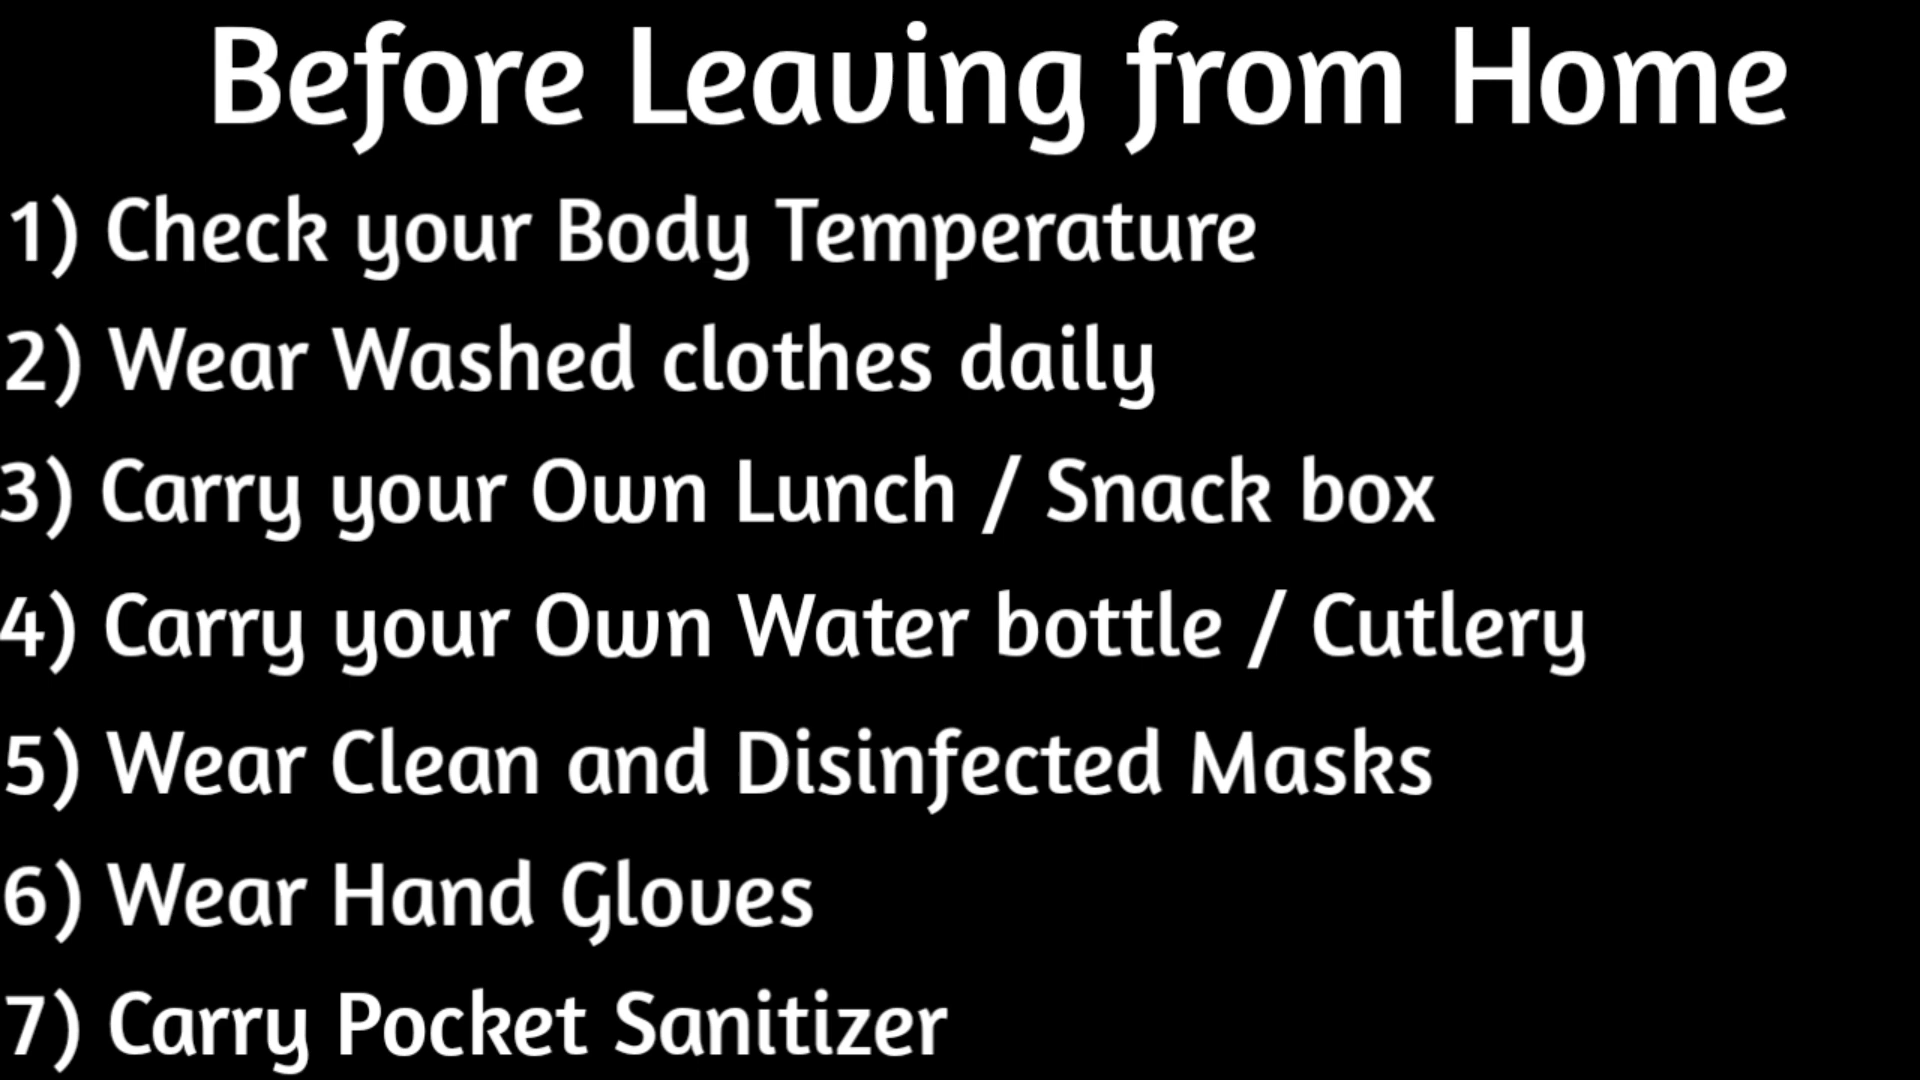 Before Leaving from Home
1) Check your Body Temperature
2) Wear Washed clothes daily
3) Carry your Own Lunch / Snack box
4) Carry your Own Water bottle / Cutlery
5) Wear Clean and Disinfected Masks
6) Wear Hand Gloves
7) Carry Pocket Sanitizer